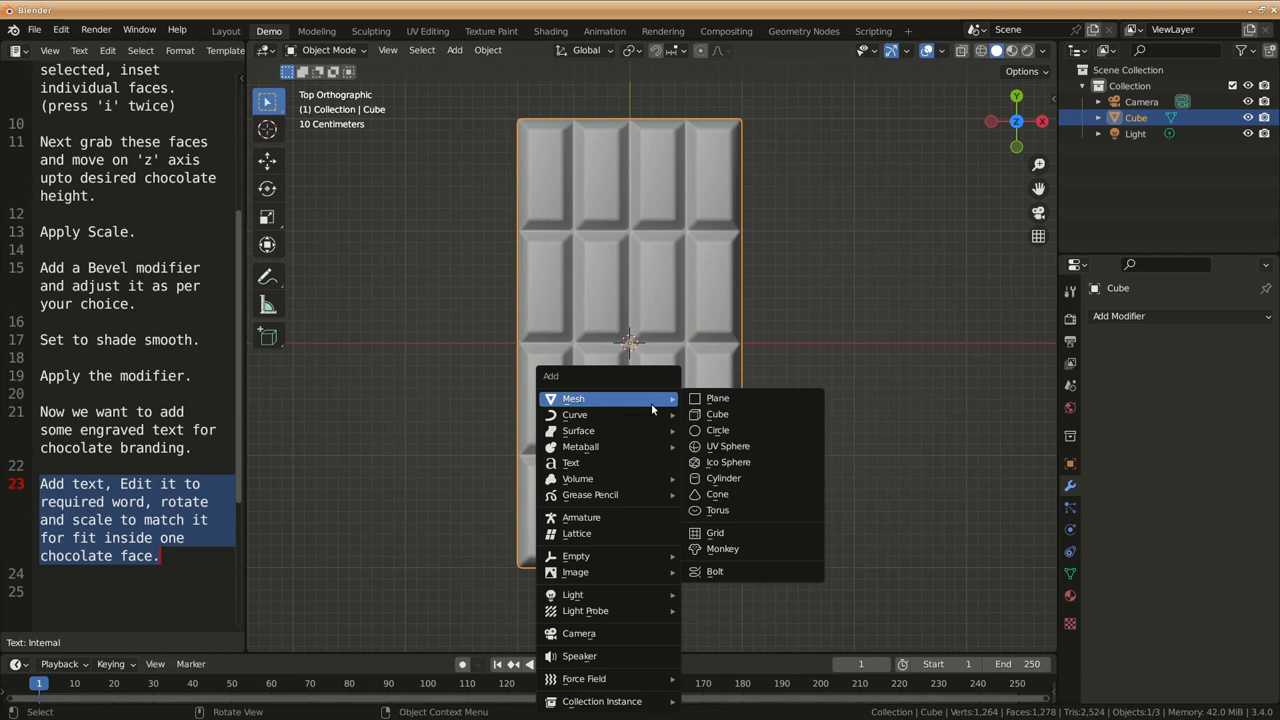 Blender
File Edit Render Window Help
Layout Demo Modeling Sculpting UV Editing Texture Paint Shading Animation Rendering Compositing Geometry Nodes Scripting
Scene
ViewLayer
View Text Edit Select Format Template
selected, inset
individual faces.
(press 'i' twice)
10
11 Next grab these faces
and move on 'z' axis
upto desired chocolate
height.
12
13 Apply Scale.
14
15 Add a Bevel modifier
and adjust it as per
your choice.
16
17 Set to shade smooth.
18
19 Apply the modifier.
20
21 Now we want to add
some engraved text for
chocolate branding.
22
23 Add text, Edit it to
required word, rotate
and scale to match it
for fit inside one
chocolate face.
24
25
Text: Internal
Object Mode View Select Add Object
Global
Options
Top Orthographic
(1) Collection | Cube
10 Centimeters
Y
Z
X
Add
Mesh
Curve
Surface
Metaball
Text
Volume
Grease Pencil
Armature
Lattice
Empty
Image
Light
Light Probe
Camera
Speaker
Force Field
Collection Instance
Plane
Cube
Circle
UV Sphere
Ico Sphere
Cylinder
Cone
Torus
Grid
Monkey
Bolt
Scene Collection
Collection
Camera
Cube
Light
Cube
Add Modifier
Playback Keying View Marker
1
Start 1
End 250
1 10 20 30 40 50 60 70 80 90 100 110 120
170 180 190 200 210 220 230 240 250
Select
Rotate View
Object Context Menu
Collection | Cube | Verts:1,264 | Faces:1,278 | Tris:2,524 | Objects:1/3 | Memory: 42.0 MiB | 3.4.0